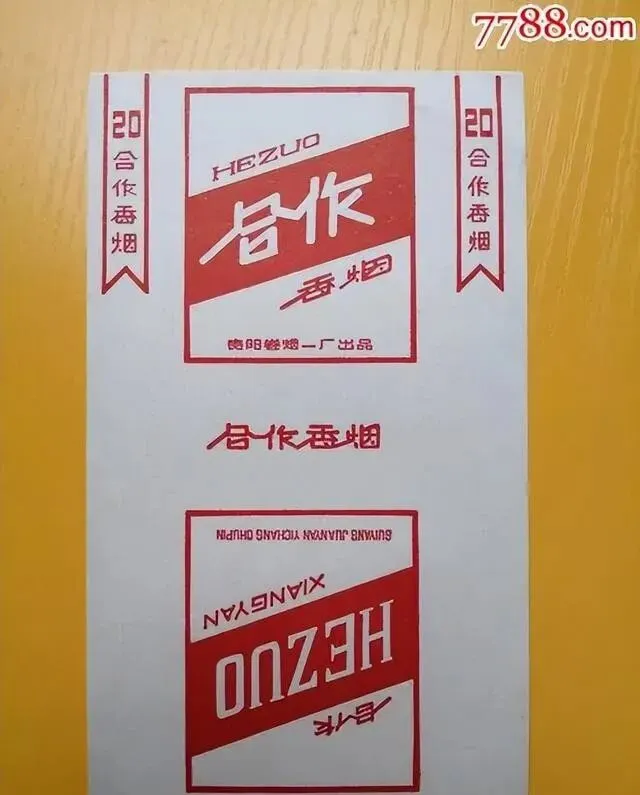 7788.com
20
合作香烟
HEZUO
合作
香烟
贵阳卷烟一厂出品
20
合作香烟
合作香烟
GUIYANG JUANYAN YICHANG CHUPIN
XIANGYAN
HEZUO
合作